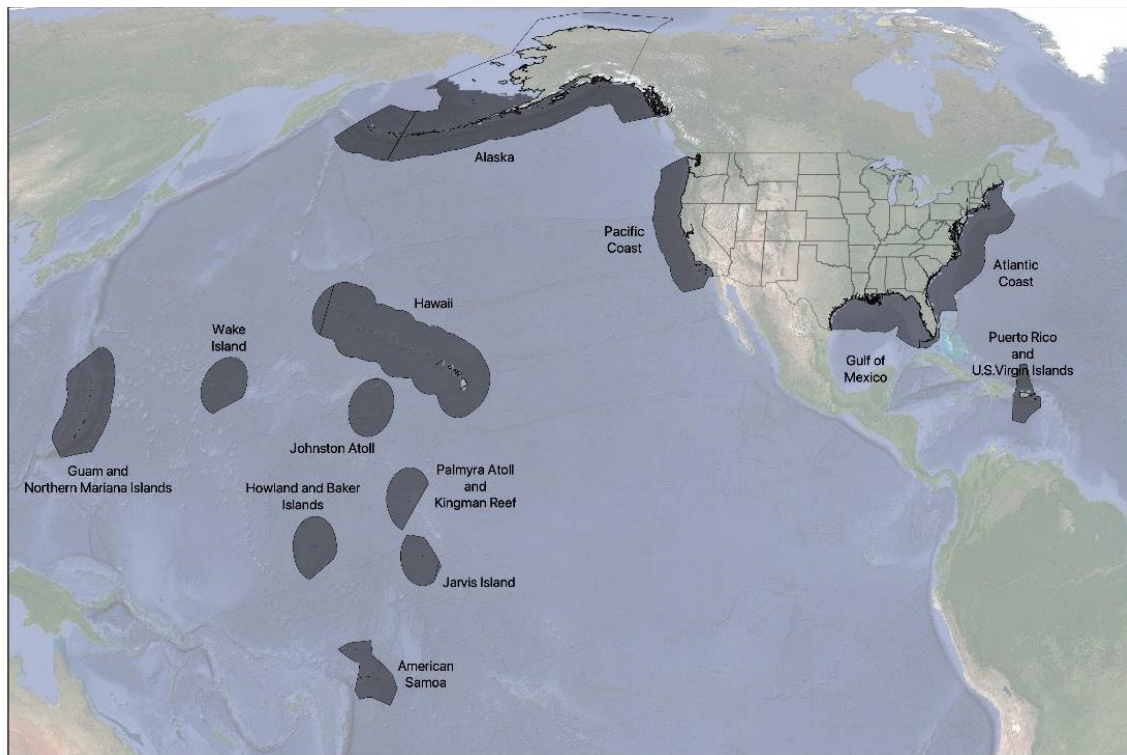 Alaska
Pacific
Coast
Atlantic
Coast
Hawaii
Wake
Island
Puerto Rico
and
U.S.Virgin Islands
Gulf of
Mexico
Johnston Atoll
Guam and
Northern Mariana Islands
Palmyra Atoll
and
Kingman Reef
Howland and Baker
Islands
Jarvis Island
American
Samoa